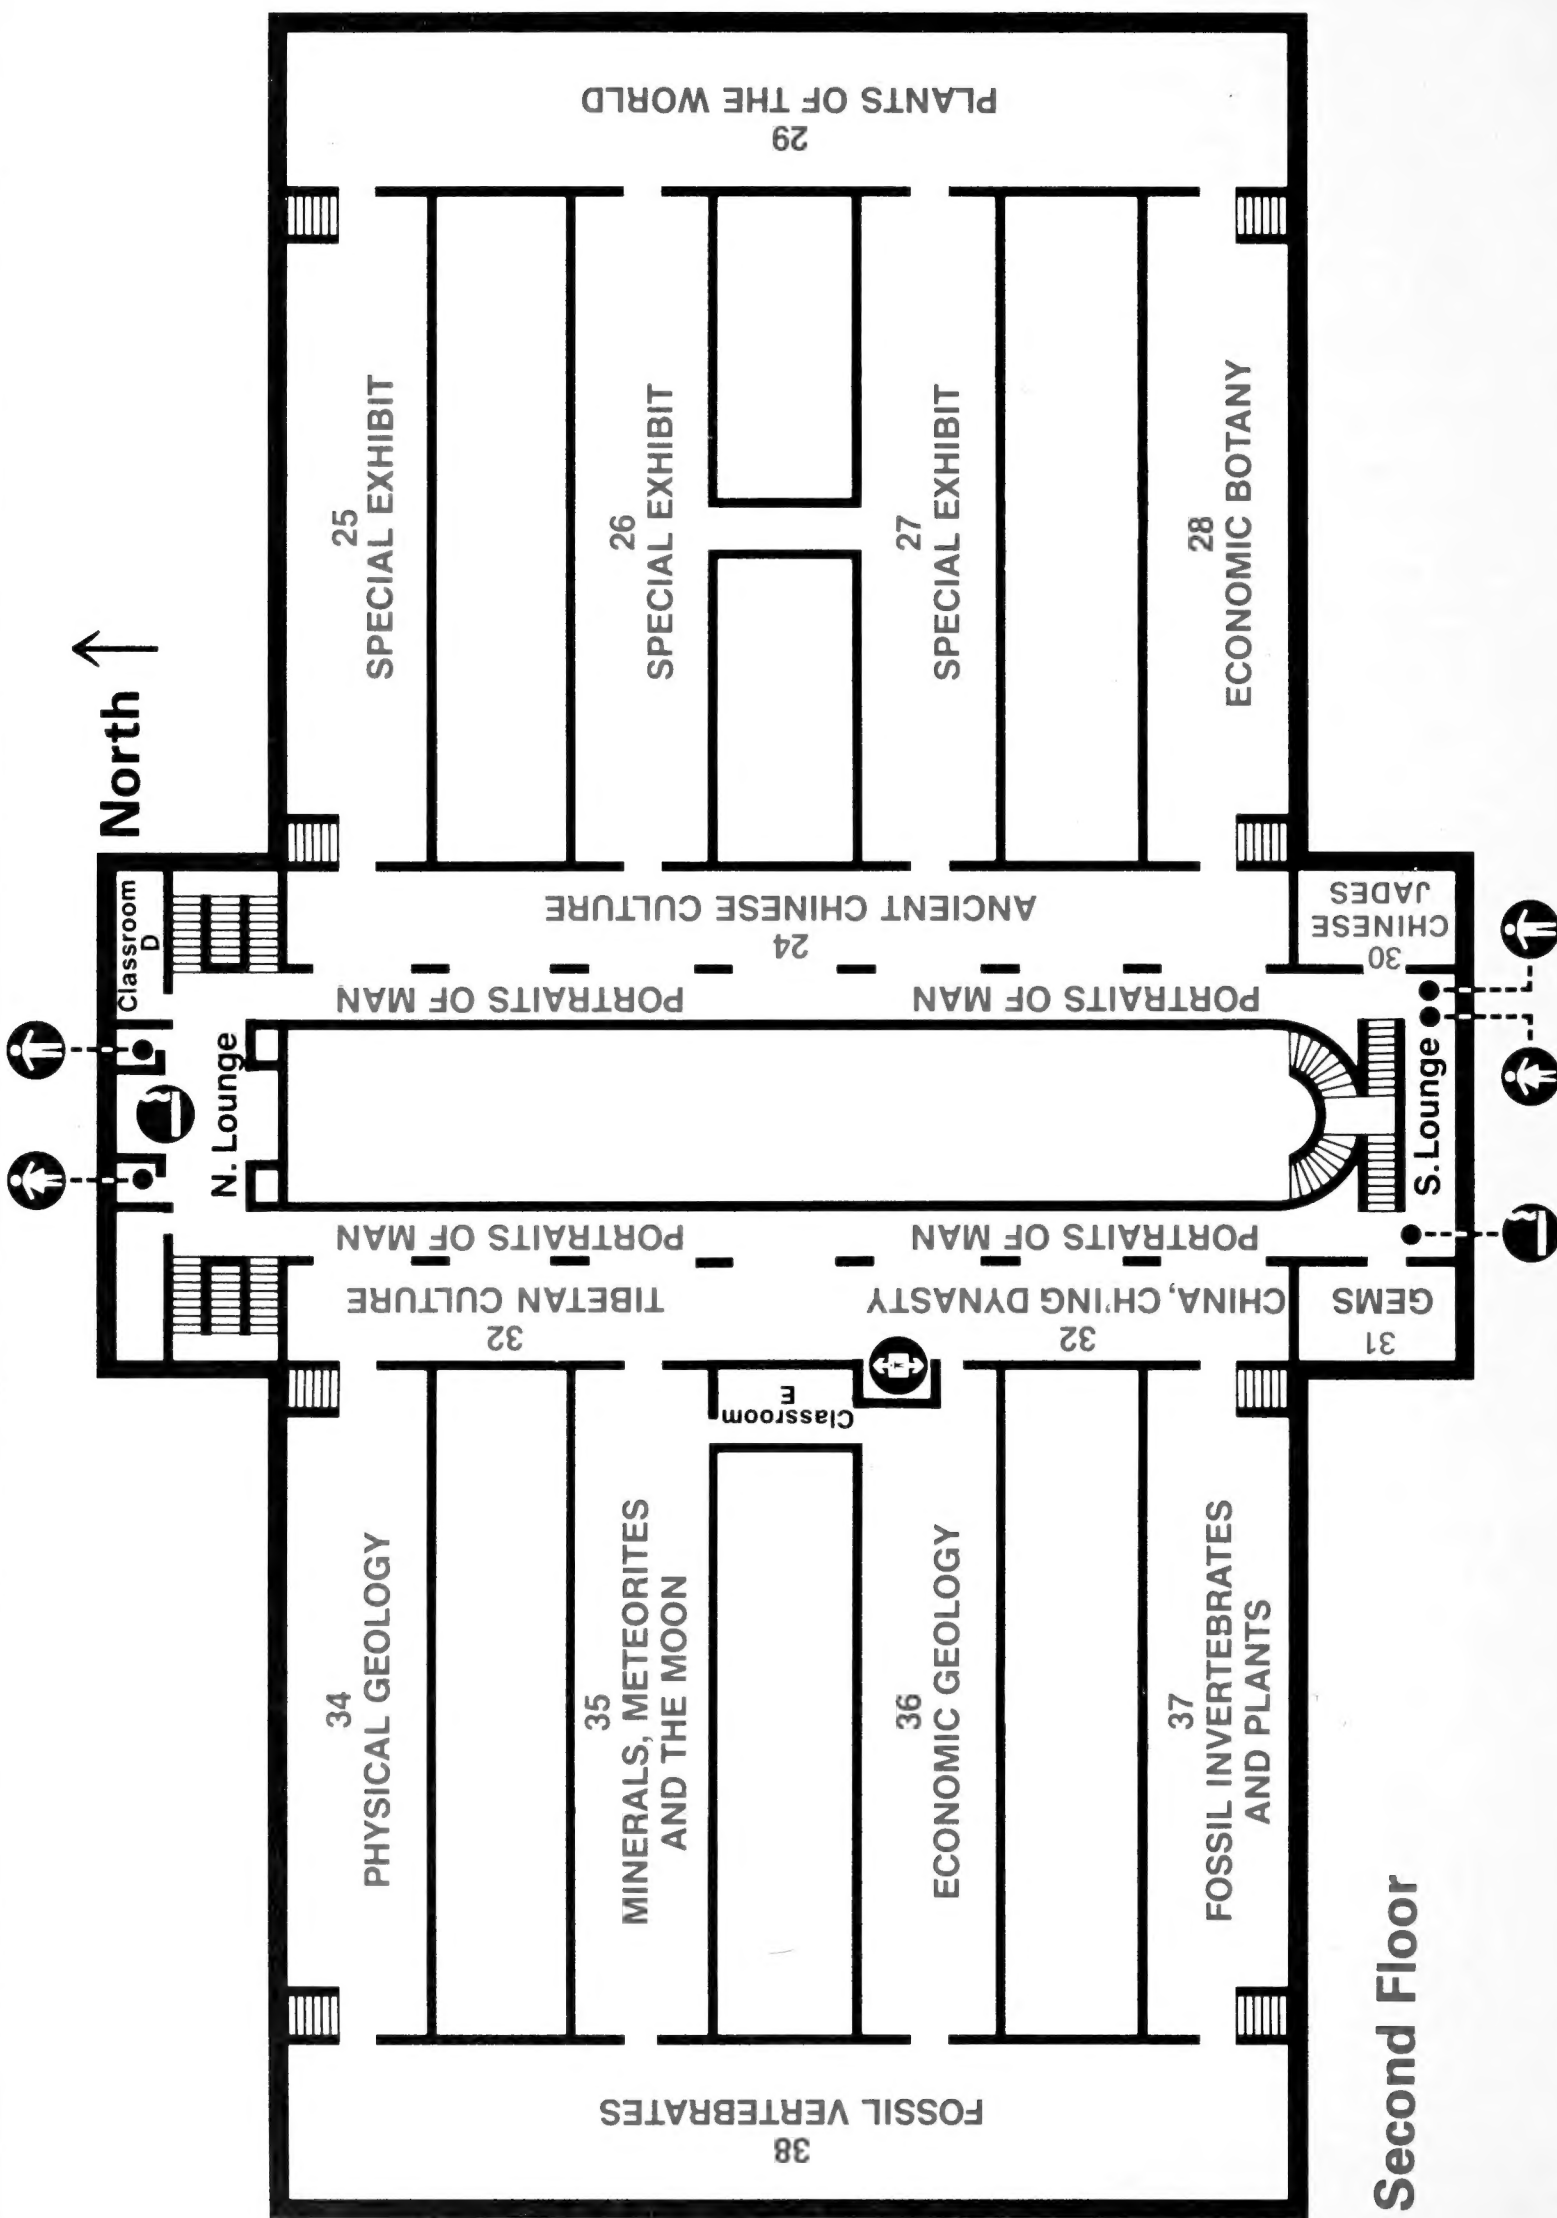 North
Classroom
D
N. Lounge
PLANTS OF THE WORLD
29
25
SPECIAL EXHIBIT
26
SPECIAL EXHIBIT
27
SPECIAL EXHIBIT
28
ECONOMIC BOTANY
ANCIENT CHINESE CULTURE
24
JADES
CHINESE
30
PORTRAITS OF MAN
PORTRAITS OF MAN
S. Lounge
PORTRAITS OF MAN
PORTRAITS OF MAN
TIBETAN CULTURE
32
CHINA, CH'ING DYNASTY
32
GEMS
31
Classroom
E
34
PHYSICAL GEOLOGY
35
MINERALS, METEORITES
AND THE MOON
36
ECONOMIC GEOLOGY
37
FOSSIL INVERTEBRATES
AND PLANTS
FOSSIL VERTEBRATES
38
Second Floor